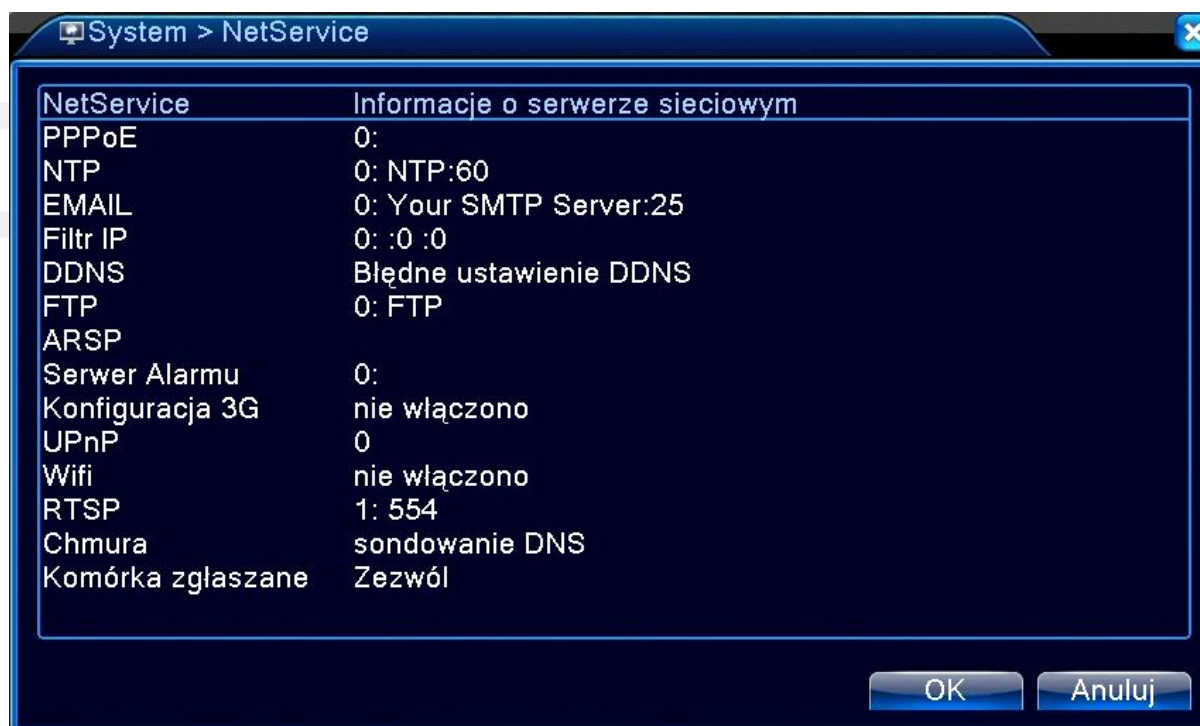 System > NetService
NetService Informacje o serwerze sieciowym
PPPoE 0:
NTP 0: NTP:60
EMAIL 0: Your SMTP Server:25
Filtr IP 0: :0 :0
DDNS Błędne ustawienie DDNS
FTP 0: FTP
ARSP
Serwer Alarmu 0:
Konfiguracja 3G nie włączono
UPnP 0
Wifi nie włączono
RTSP 1: 554
Chmura sondowanie DNS
Komórka zgłaszane Zezwól
OK Anuluj